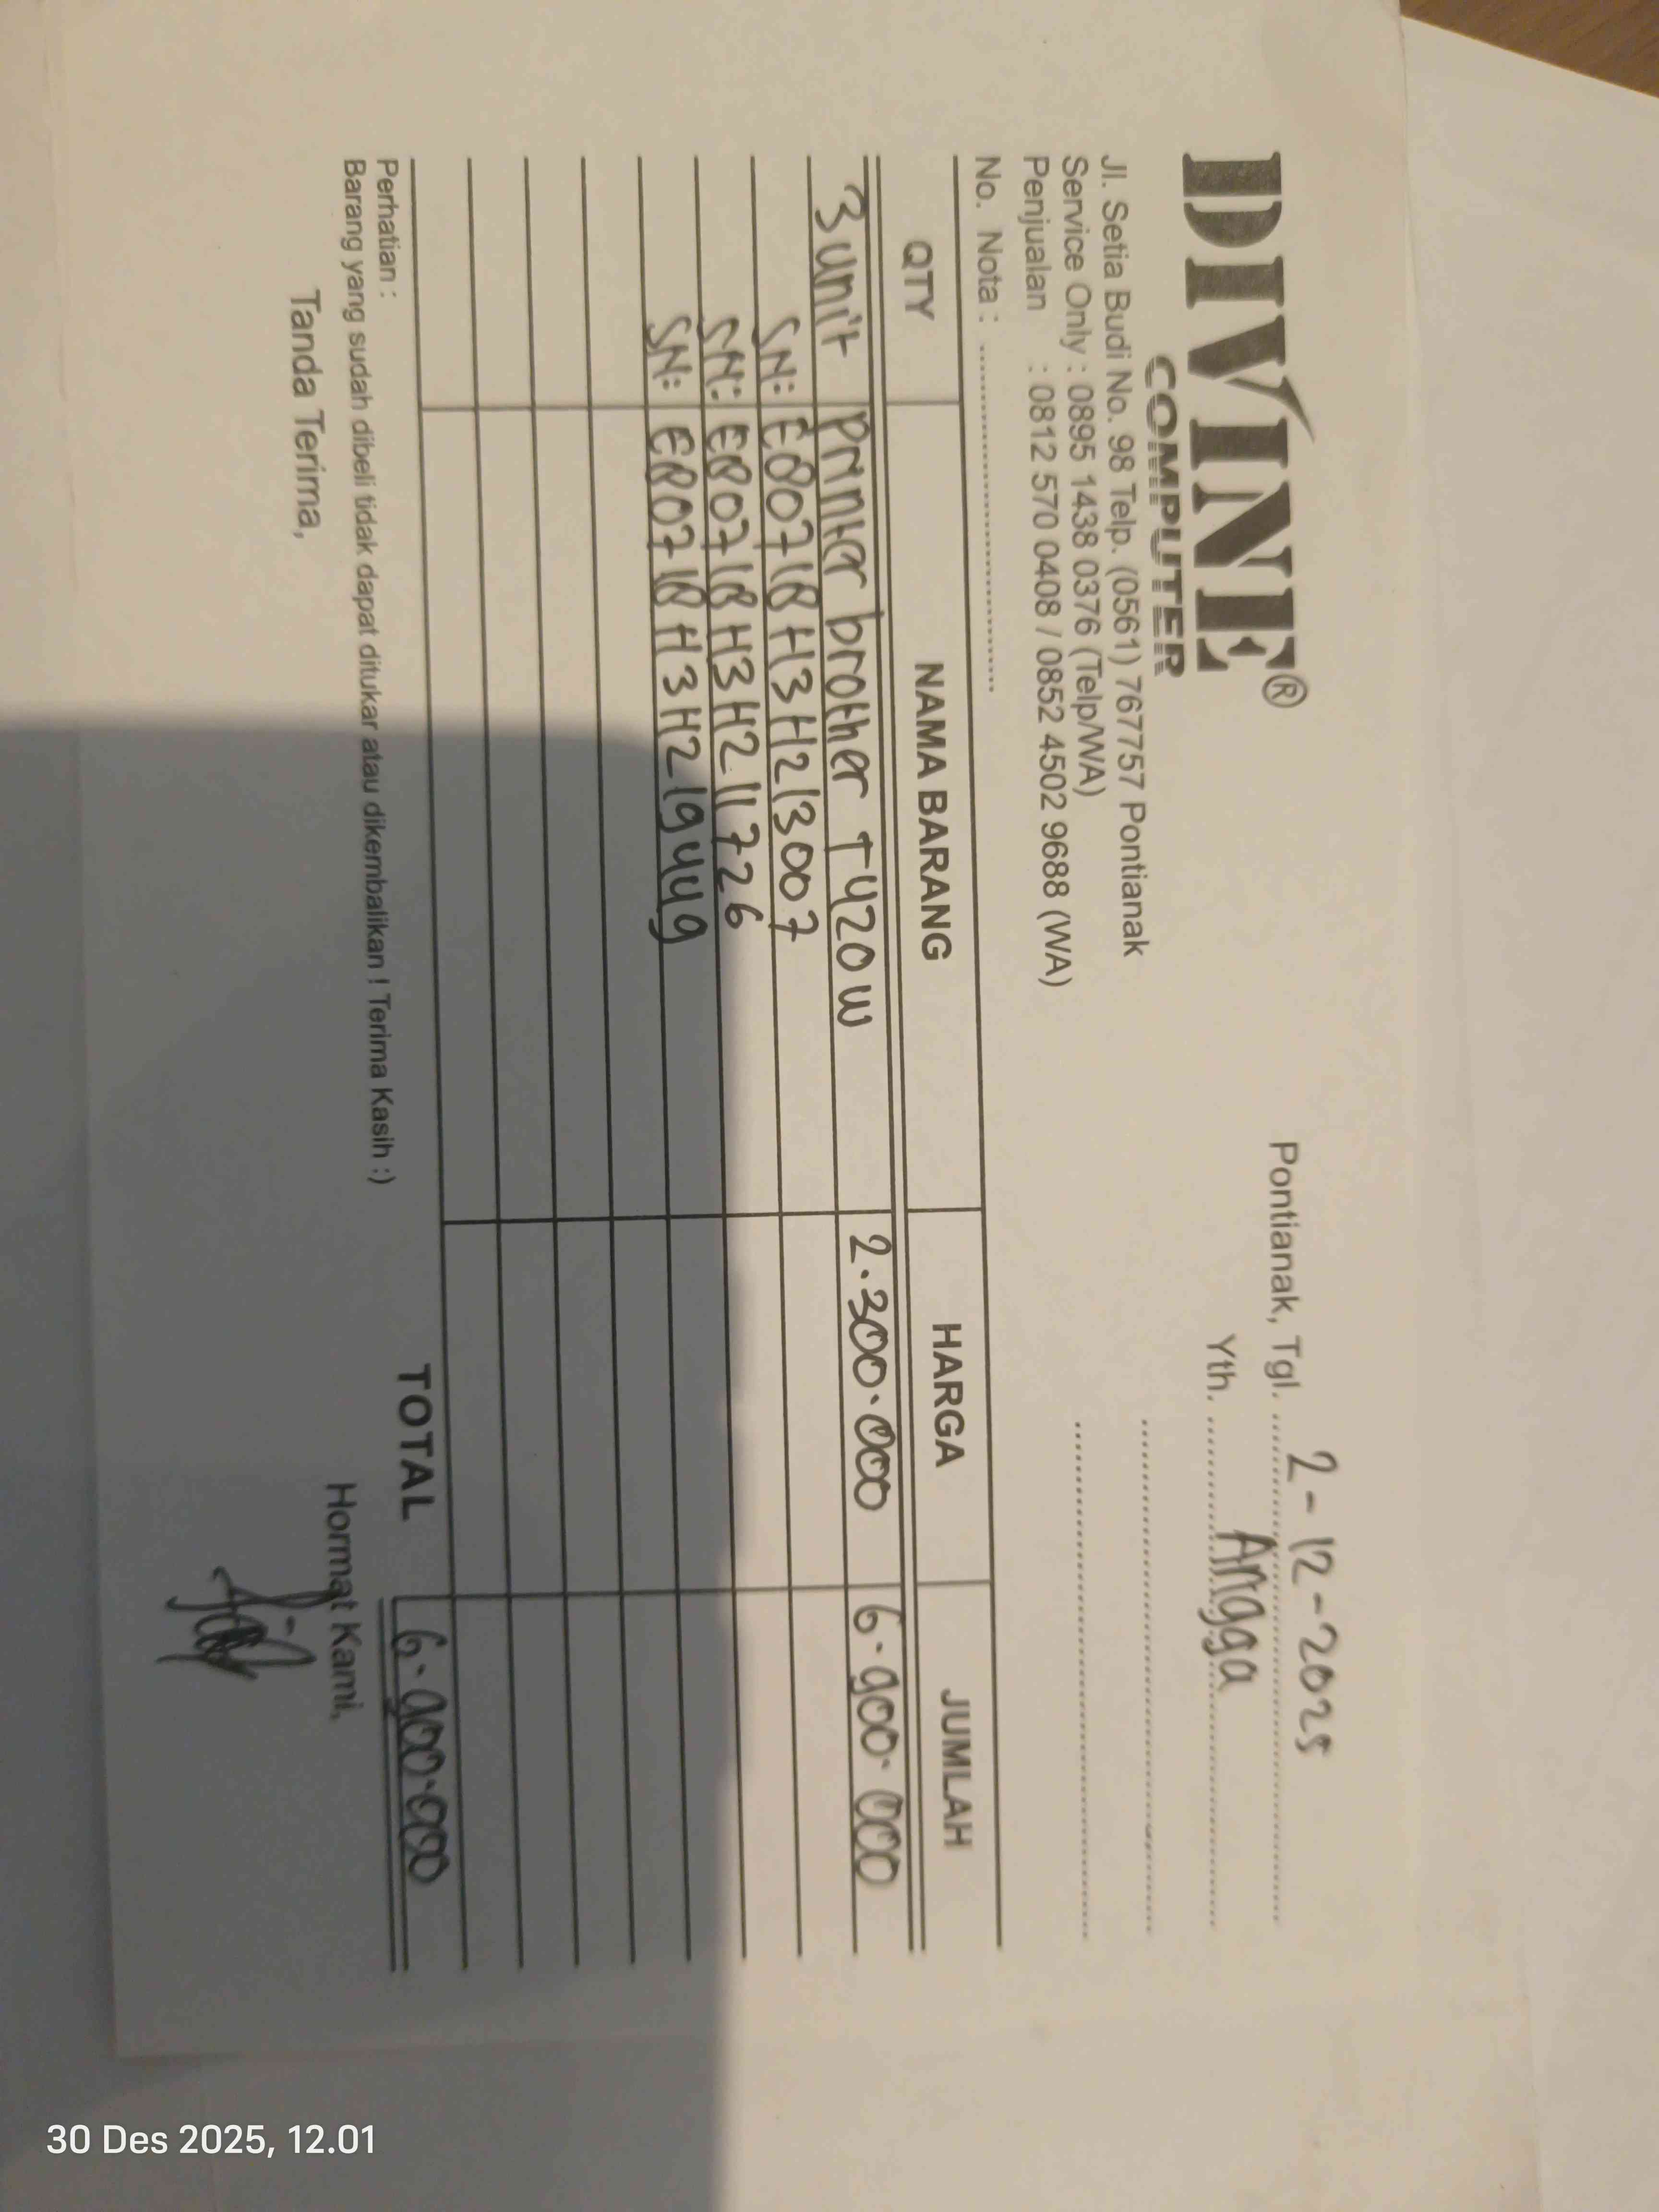 DIVINE®
COMPUTER
Jl. Setia Budi No. 98 Telp. (0561) 767757 Pontianak
Service Only : 0895 1438 0376 (Telp/WA)
Penjualan : 0812 570 0408 / 0852 4502 9688 (WA)
No. Nota : ........................................
Pontianak, Tgl. 2-12-2025
Yth. Angga
QTY NAMA BARANG HARGA JUMLAH
3 unit Printer brother T420W 2.300.000 6.900.000
SN: E80718H3H213007
SN: E80718H3H211726
SN: E80718H3H219449
TOTAL 6.900.000
Perhatian :
Barang yang sudah dibeli tidak dapat ditukar atau dikembalikan ! Terima Kasih :)
Tanda Terima,
Hormat Kami,
30 Des 2025, 12.01